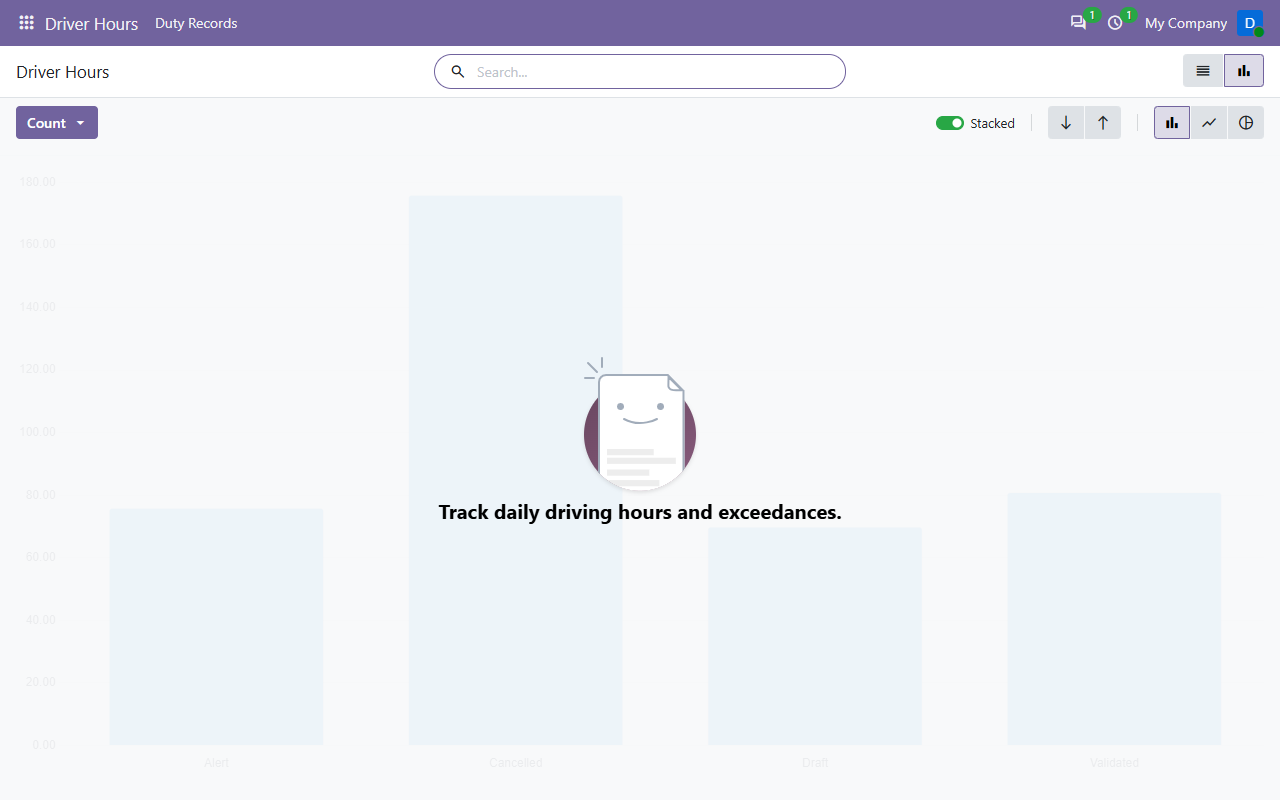 Driver Hours
Duty Records
1
1
My Company
D
Driver Hours
Search...
Count
Stacked
180.00
160.00
140.00
120.00
100.00
80.00
60.00
40.00
20.00
0.00
Track daily driving hours and exceedances.
Alert
Cancelled
Draft
Validated